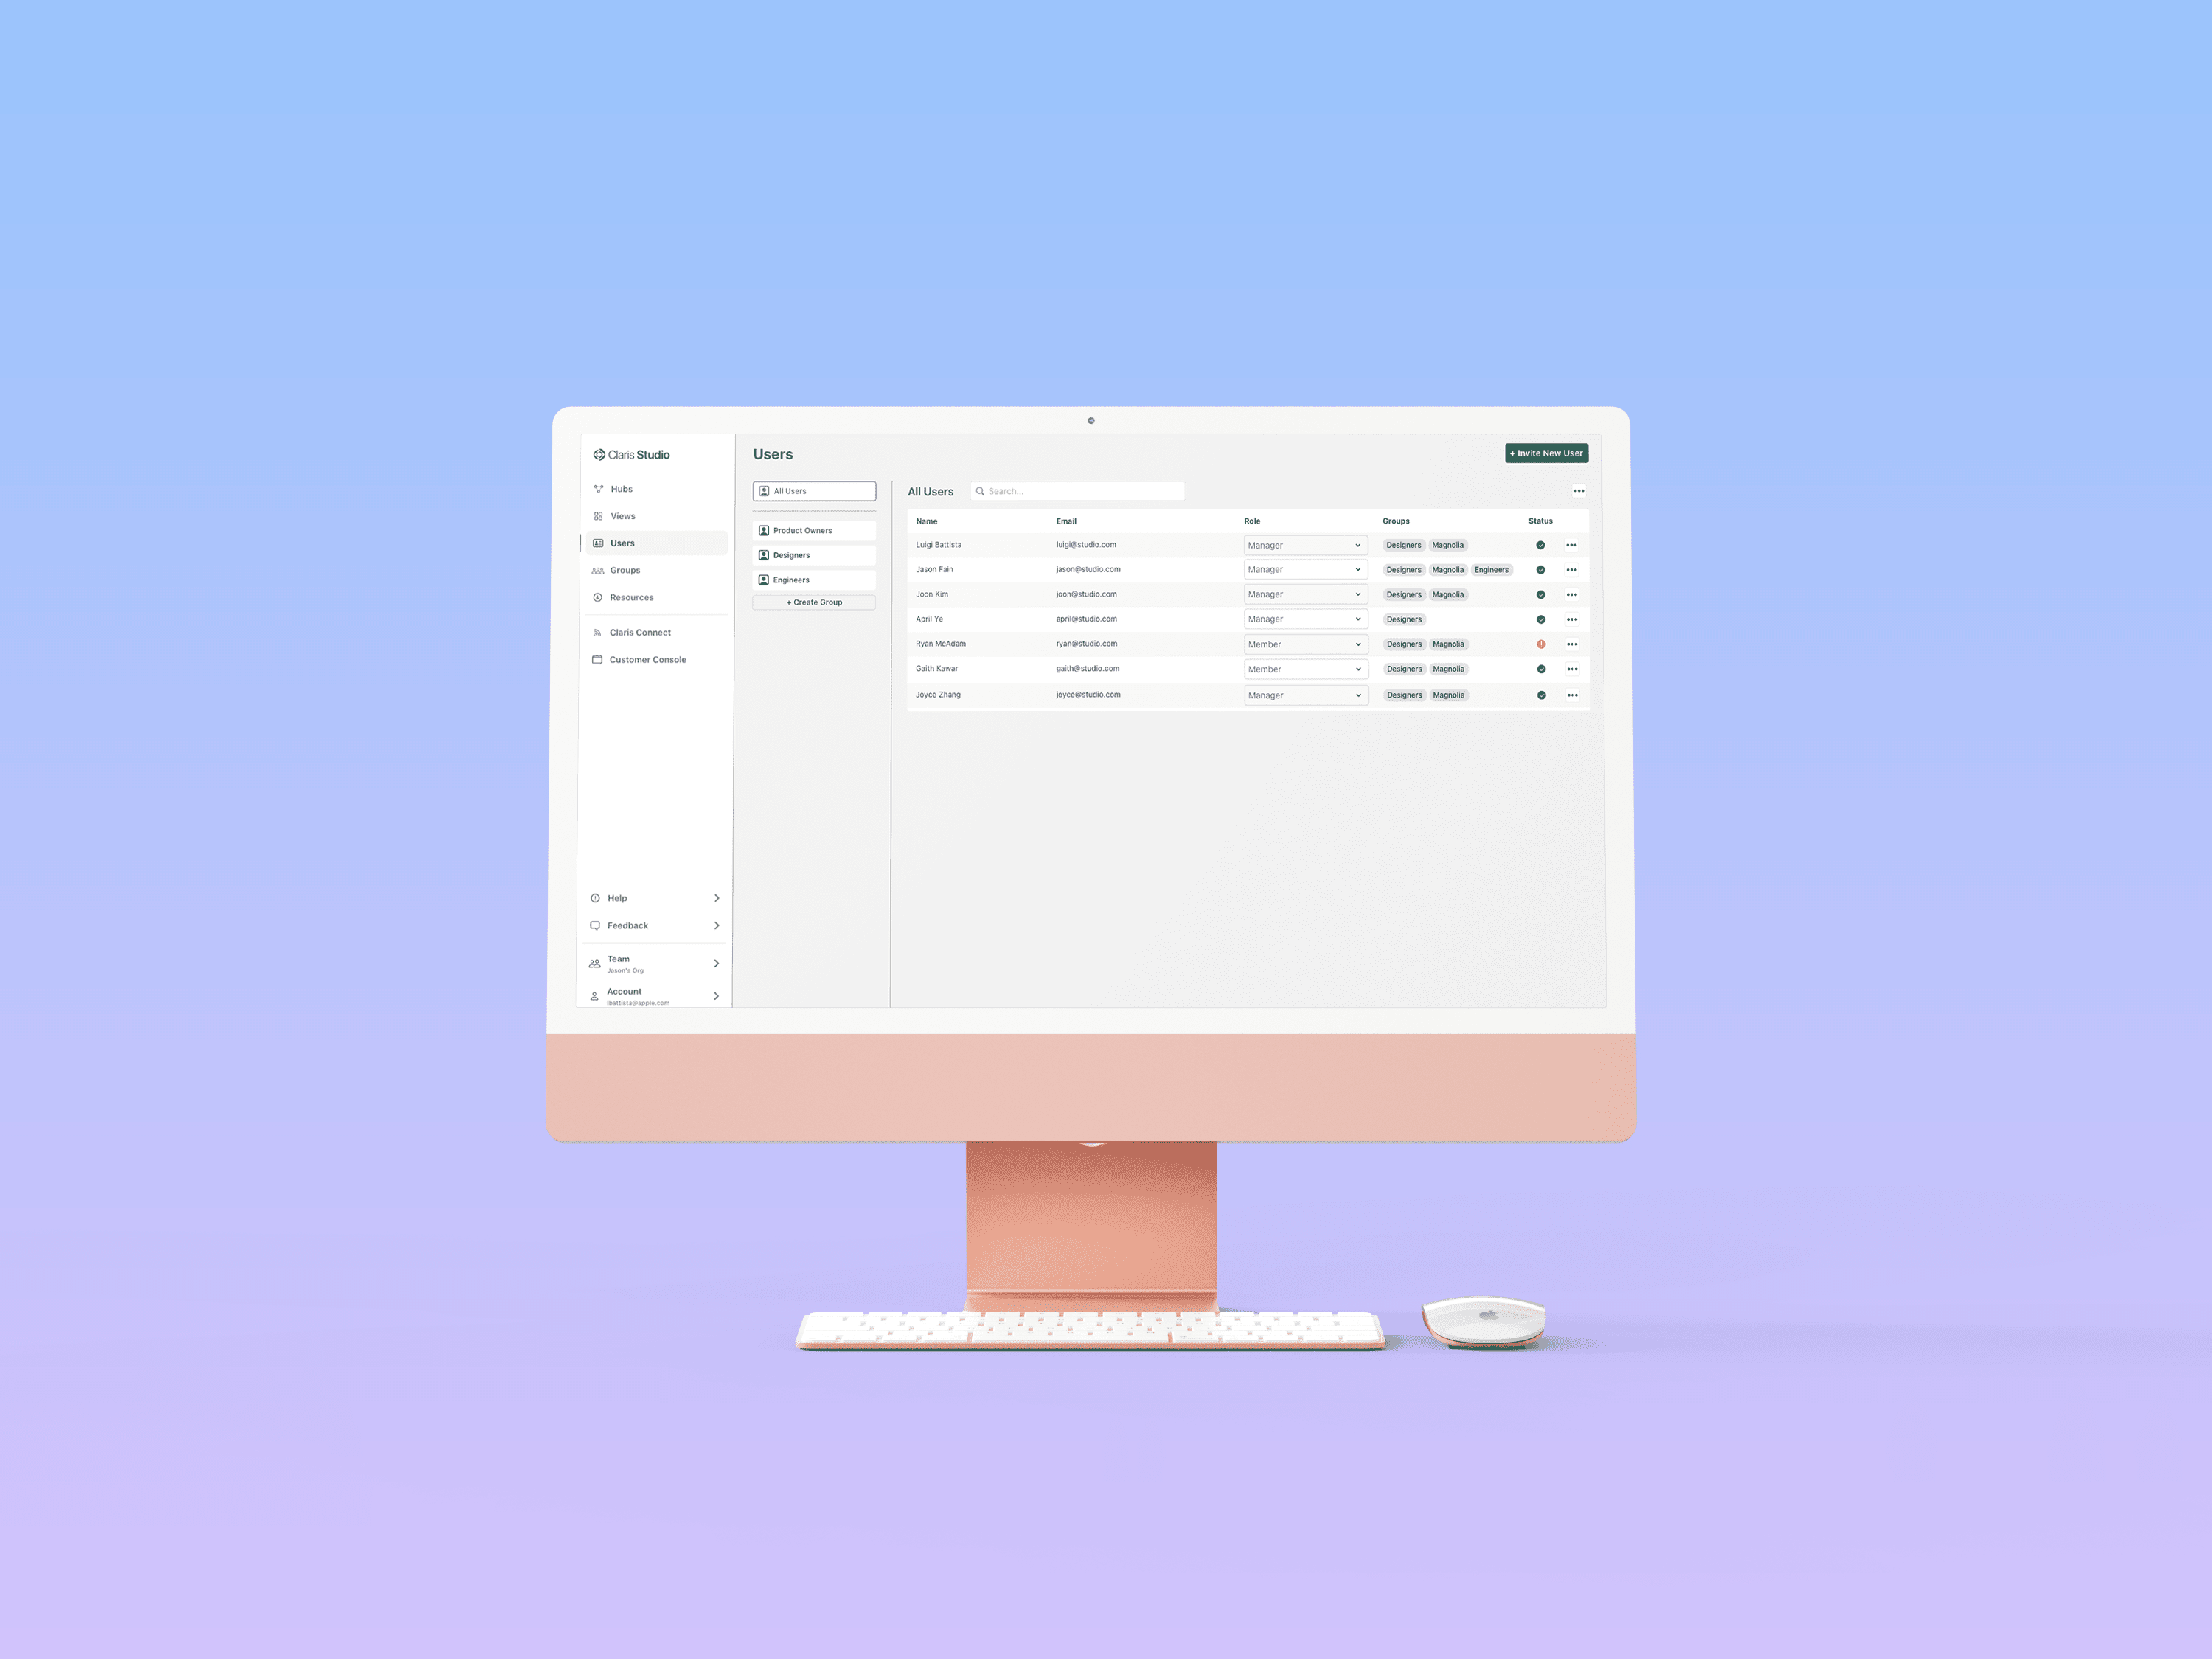 Claris Studio
Hubs
Views
Users
Groups
Resources
Claris Connect
Customer Console
Help
Feedback
Team
Jason's Org
Account
lbattista@apple.com
Users
+ Invite New User
All Users
Product Owners
Designers
Engineers
+ Create Group
All Users
Search...
Name Email Role Groups Status
Luigi Battista luigi@studio.com Manager Designers Magnolia
Jason Fain jason@studio.com Manager Designers Magnolia Engineers
Joon Kim joon@studio.com Manager Designers Magnolia
April Ye april@studio.com Manager Designers
Ryan McAdam ryan@studio.com Member Designers Magnolia
Gaith Kawar gaith@studio.com Member Designers Magnolia
Joyce Zhang joyce@studio.com Manager Designers Magnolia